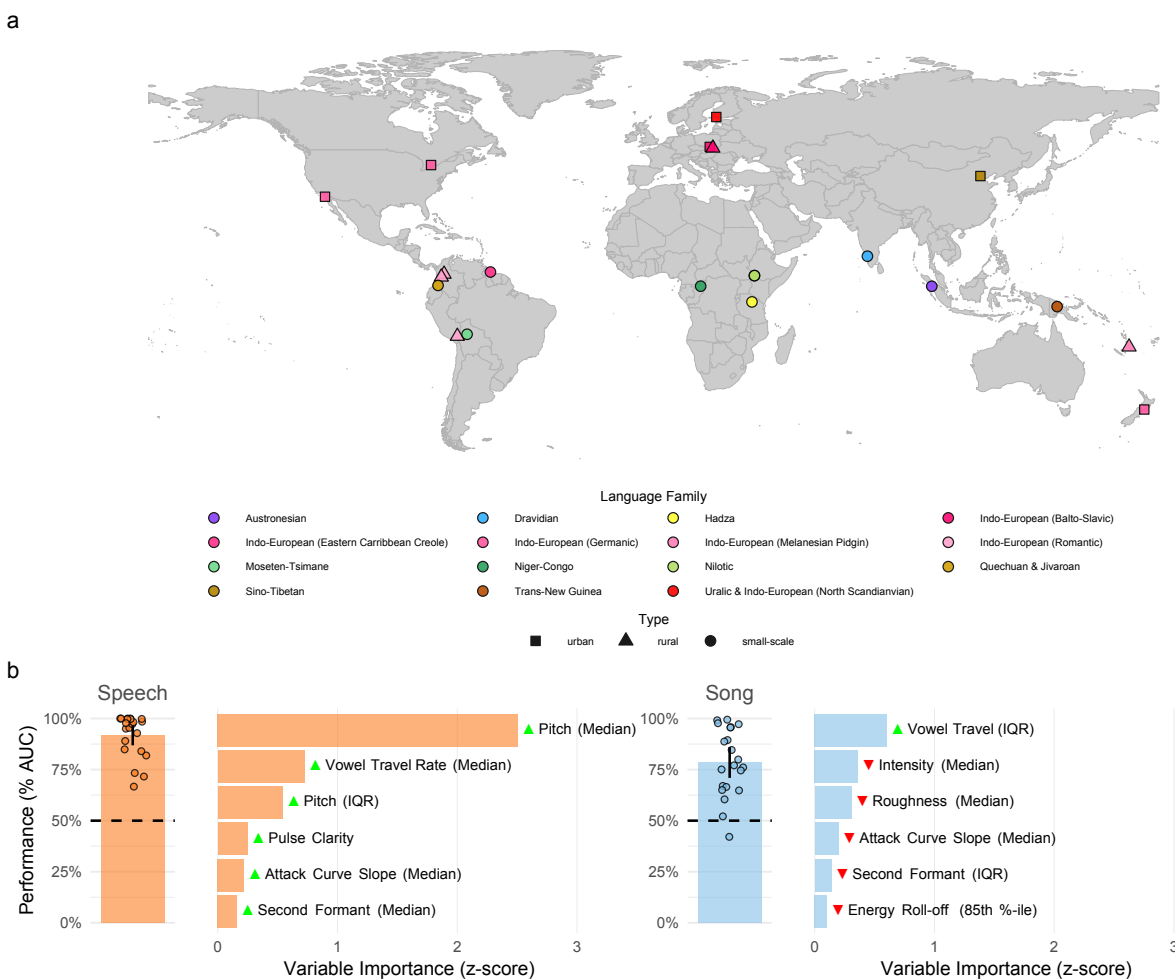 a
Language Family
Austronesian Dravidian Hadza Indo-European (Balto-Slavic)
Indo-European (Eastern Carribbean Creole) Indo-European (Germanic) Indo-European (Melanesian Pidgin) Indo-European (Romantic)
Moseten-Tsimane Niger-Congo Nilotic Quechuan & Jivaroan
Sino-Tibetan Trans-New Guinea Uralic & Indo-European (North Scandianvian)
Type
urban rural small-scale
b
Performance (% AUC)
Speech
100%
75%
50%
25%
0%
Pitch (Median)
Vowel Travel Rate (Median)
Pitch (IQR)
Pulse Clarity
Attack Curve Slope (Median)
Second Formant (Median)
0 1 2 3
Variable Importance (z-score)
Song
100%
75%
50%
25%
0%
Vowel Travel (IQR)
Intensity (Median)
Roughness (Median)
Attack Curve Slope (Median)
Second Formant (IQR)
Energy Roll-off (85th %-ile)
0 1 2 3
Variable Importance (z-score)